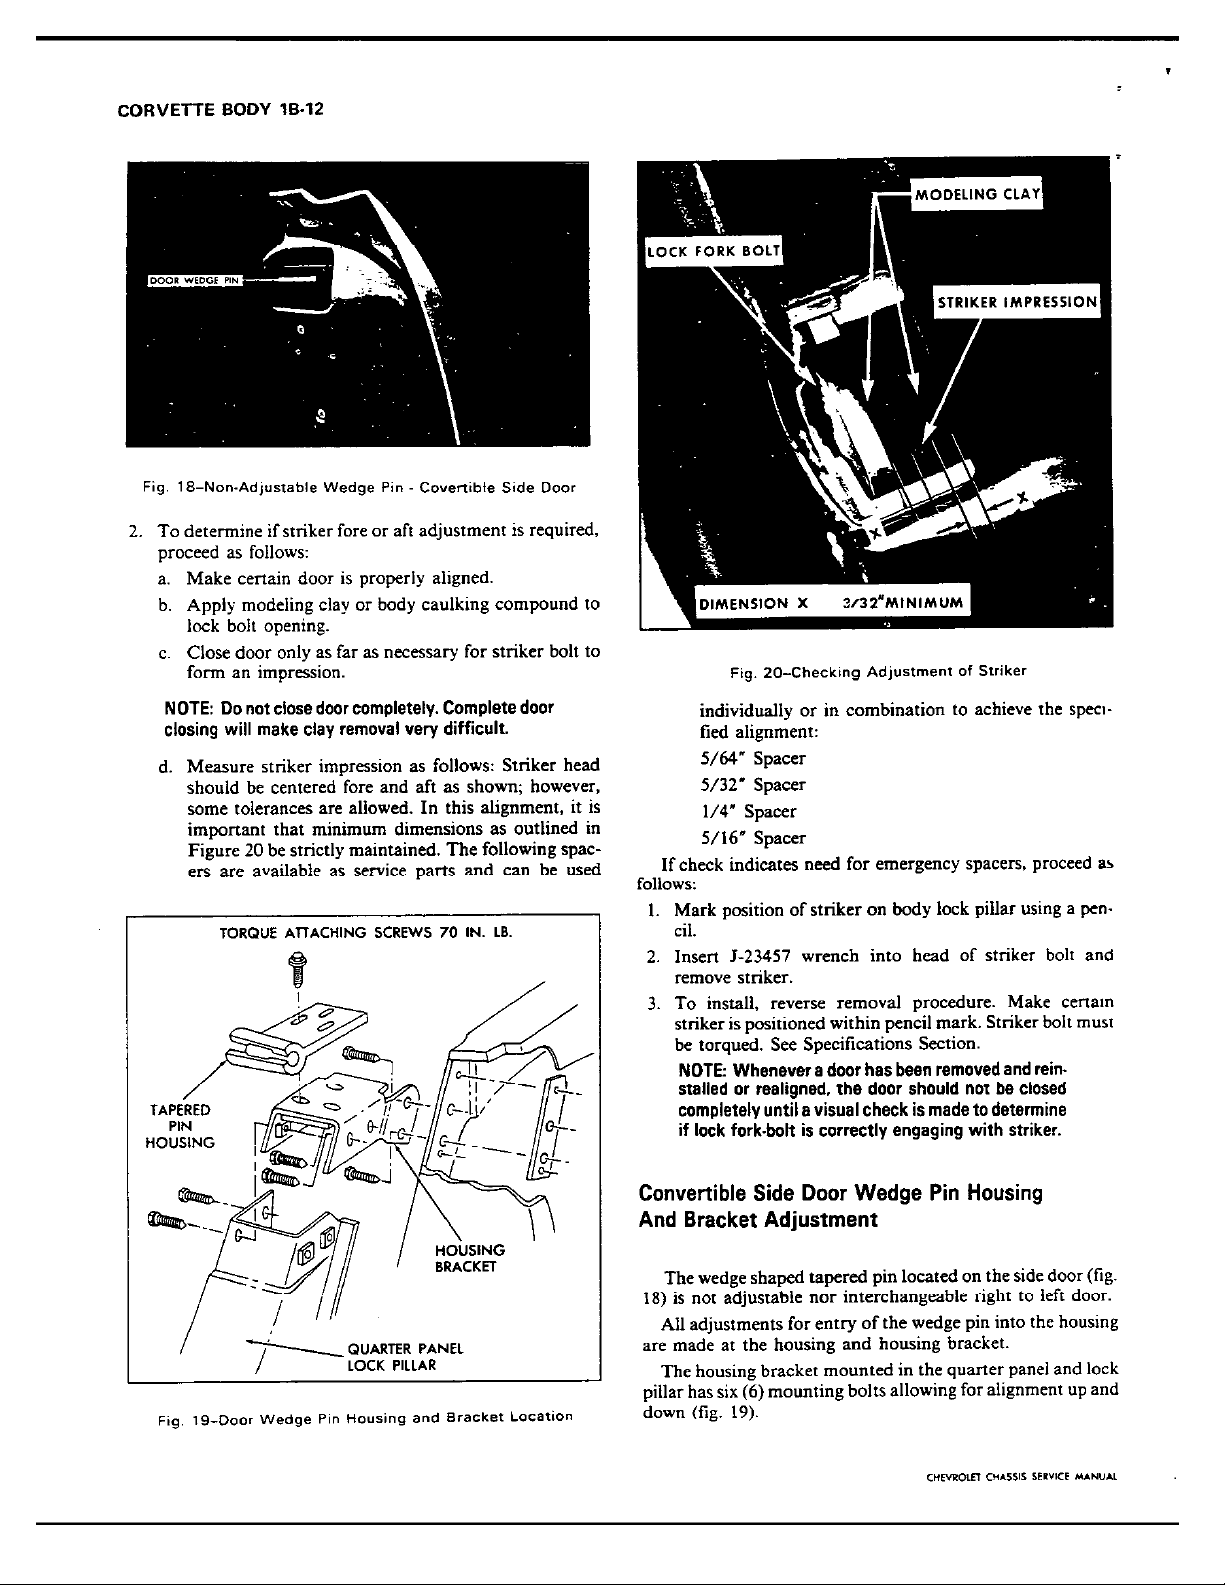 CORVETTE BODY 1B-12
DOOR WEDGE PIN
Fig. 18–Non-Adjustable Wedge Pin - Covertible Side Door
2. To determine if striker fore or aft adjustment is required,
proceed as follows:
a. Make certain door is properly aligned.
b. Apply modeling clay or body caulking compound to
lock bolt opening.
c. Close door only as far as necessary for striker bolt to
form an impression.
NOTE: Do not close door completely. Complete door
closing will make clay removal very difficult.
d. Measure striker impression as follows: Striker head
should be centered fore and aft as shown; however,
some tolerances are allowed. In this alignment, it is
important that minimum dimensions as outlined in
Figure 20 be strictly maintained. The following spac-
ers are available as service parts and can be used
TORQUE ATTACHING SCREWS 70 IN. LB.
TAPERED
PIN
HOUSING
HOUSING
BRACKET
QUARTER PANEL
LOCK PILLAR
Fig. 19–Door Wedge Pin Housing and Bracket Location
MODELING CLAY
LOCK FORK BOLT
STRIKER IMPRESSION
X
X
DIMENSION X 3/32" MINIMUM
Fig. 20–Checking Adjustment of Striker
individually or in combination to achieve the speci-
fied alignment:
5/64" Spacer
5/32" Spacer
1/4" Spacer
5/16" Spacer
If check indicates need for emergency spacers, proceed as
follows:
1. Mark position of striker on body lock pillar using a pen-
cil.
2. Insert J-23457 wrench into head of striker bolt and
remove striker.
3. To install, reverse removal procedure. Make certain
striker is positioned within pencil mark. Striker bolt must
be torqued. See Specifications Section.
NOTE: Whenever a door has been removed and rein-
stalled or realigned, the door should not be closed
completely until a visual check is made to determine
if lock fork-bolt is correctly engaging with striker.
Convertible Side Door Wedge Pin Housing
And Bracket Adjustment
The wedge shaped tapered pin located on the side door (fig.
18) is not adjustable nor interchangeable right to left door.
All adjustments for entry of the wedge pin into the housing
are made at the housing and housing bracket.
The housing bracket mounted in the quarter panel and lock
pillar has six (6) mounting bolts allowing for alignment up and
down (fig. 19).
CHEVROLET CHASSIS SERVICE MANUAL